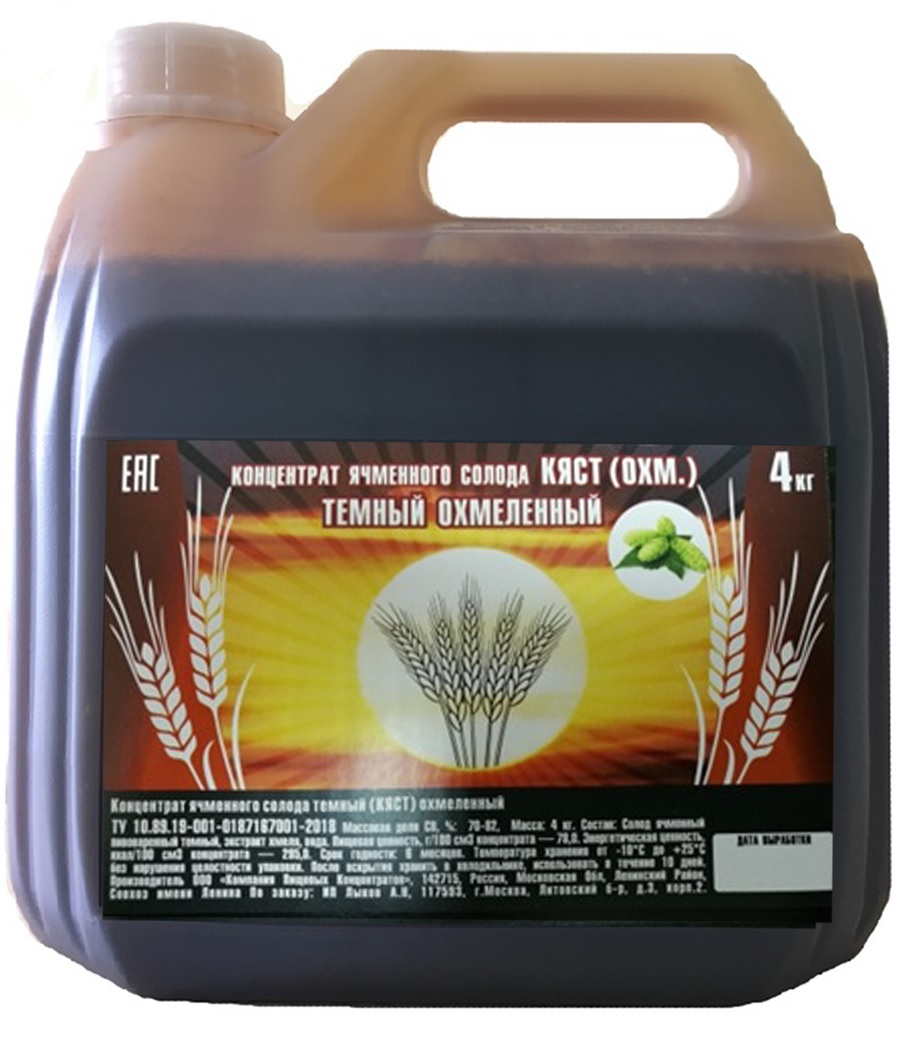 ЕАС
КОНЦЕНТРАТ ЯЧМЕННОГО СОЛОДА КЯСТ (ОХМ.)
4 кг
ТЕМНЫЙ ОХМЕЛЕННЫЙ
Концентрат ячменного солода темный (КЯСТ) охмеленный
ТУ 10.89.19-001-0187167001-2018 Массовая доля СВ, %: 70-82, Масса: 4 кг. Состав: Солод ячменный
пивоваренный темный, экстракт хмеля, вода. Пищевая ценность, г/100 см3 концентрата — 78,0. Энергетическая ценность,
ккал/100 см3 концентрата — 295,0. Срок годности: 6 месяцев. Температура хранения от -10°С до +25°С
без нарушения целостности упаковки. После вскрытия хранить в холодильнике, использовать в течение 10 дней.
Производитель ООО «Компания Пищевых Концентратов», 142715, Россия, Московская Обл, Ленинский Район,
Совхоз имени Ленина По заказу: ИП Лыков А.Н, 117593, г.Москва, Литовский б-р, д.3, корп.2.
ДАТА ВЫРАБОТКИ